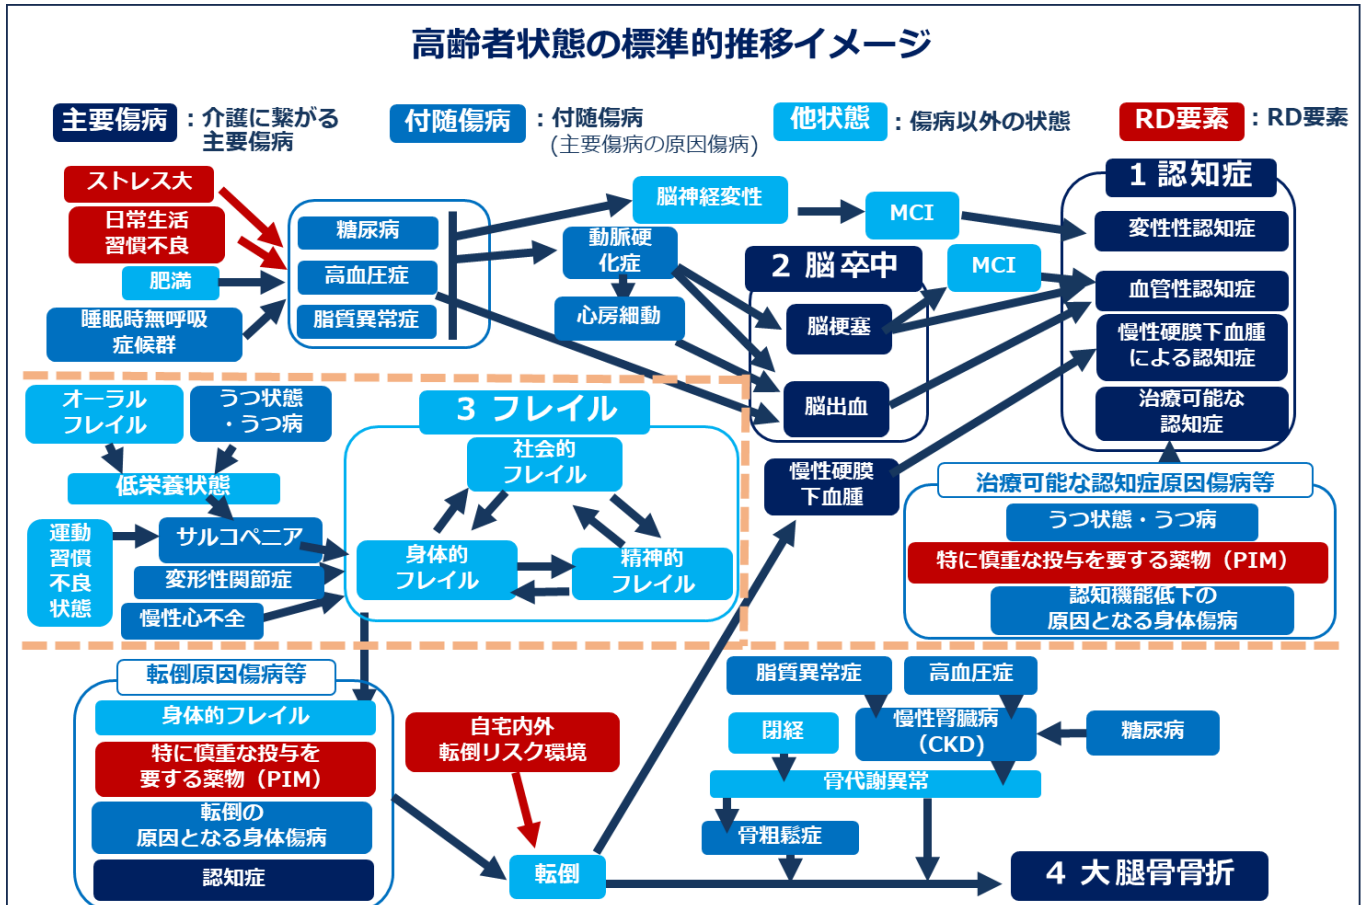 高齢者状態の標準的推移イメージ
主要傷病
：介護に繋がる
主要傷病
付随傷病
：付随傷病
(主要傷病の原因傷病)
他状態
：傷病以外の状態
RD要素
：RD要素
ストレス大
日常生活
習慣不良
肥満
睡眠時無呼吸
症候群
糖尿病
高血圧症
脂質異常症
脳神経変性
MCI
動脈硬
化症
心房細動
2 脳卒中
脳梗塞
脳出血
MCI
1 認知症
変性性認知症
血管性認知症
慢性硬膜下血腫
による認知症
治療可能な
認知症
慢性硬膜
下血腫
治療可能な認知症原因傷病等
うつ状態・うつ病
特に慎重な投与を要する薬物（PIM）
認知機能低下の
原因となる身体傷病
オーラル
フレイル
うつ状態
・うつ病
低栄養状態
運動
習慣
不良
状態
サルコペニア
変形性関節症
慢性心不全
3 フレイル
社会的
フレイル
身体的
フレイル
精神的
フレイル
転倒原因傷病等
身体的フレイル
特に慎重な投与を
要する薬物（PIM）
転倒の
原因となる身体傷病
認知症
自宅内外
転倒リスク環境
転倒
脂質異常症
高血圧症
閉経
慢性腎臓病
（CKD）
糖尿病
骨代謝異常
骨粗鬆症
4 大腿骨骨折